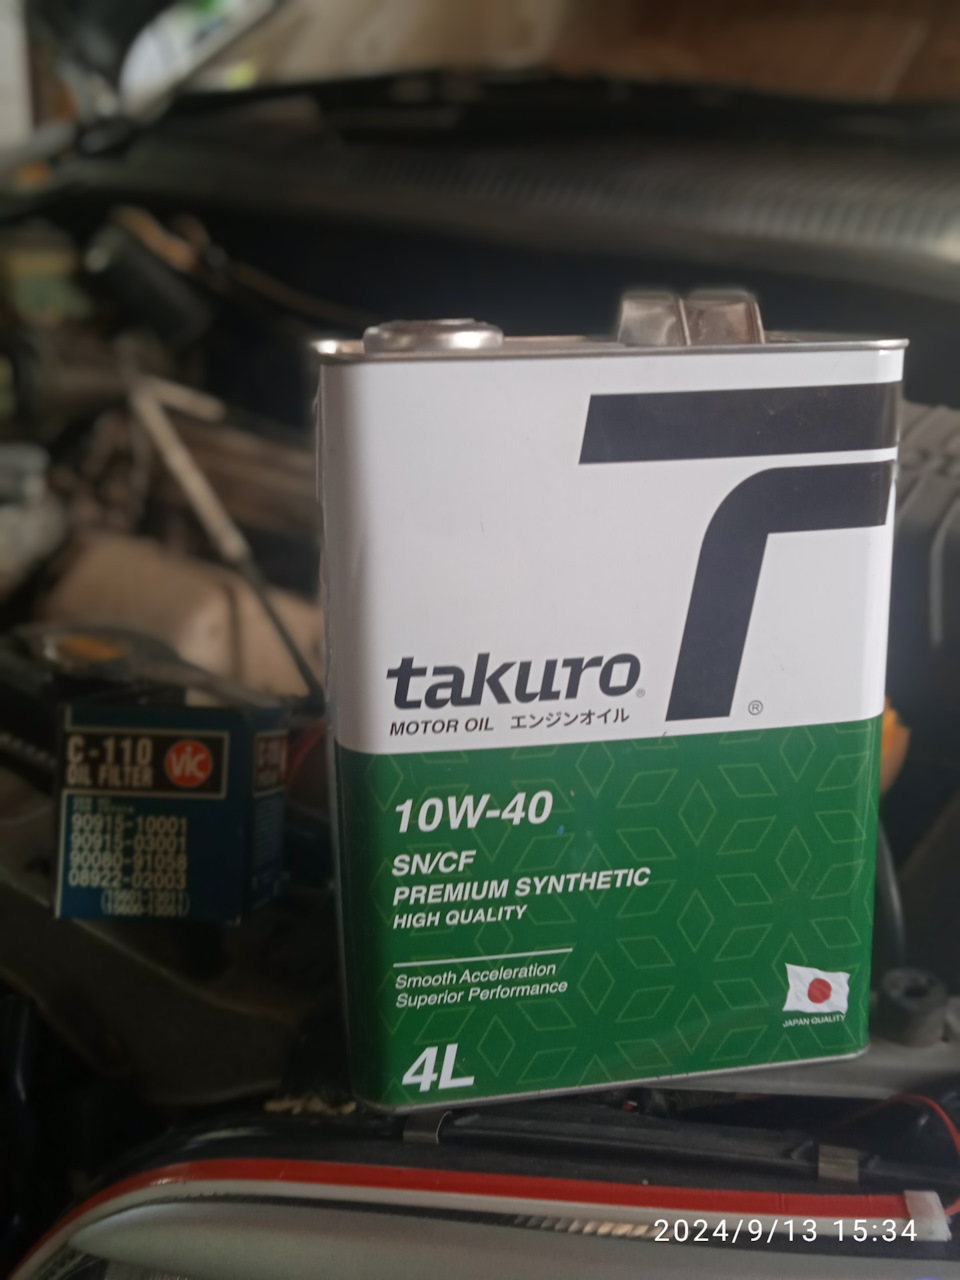 takuro®
MOTOR OIL エンジンオイル
®
10W-40
SN/CF
PREMIUM SYNTHETIC
HIGH QUALITY
Smooth Acceleration
Superior Performance
4L
JAPAN QUALITY
C-110
OIL FILTER
VIC
90915-10001
90915-03001
90080-91058
08922-02003
2024/9/13 15:34